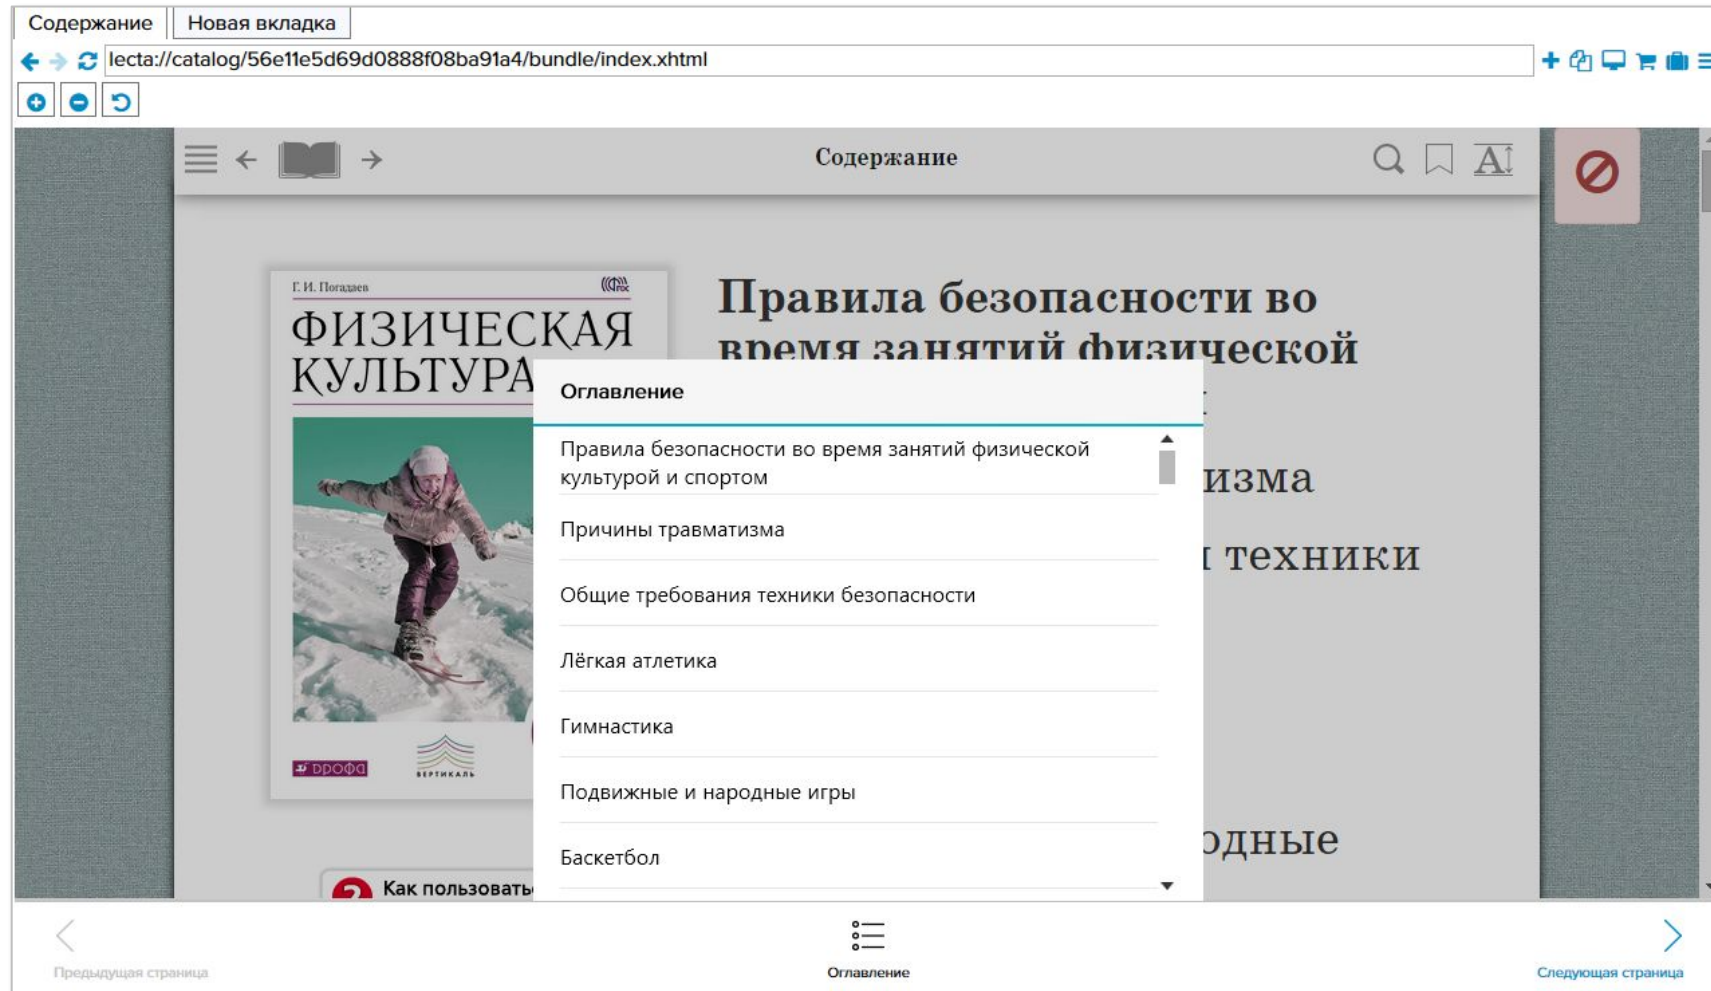 Содержание
Новая вкладка
lecta://catalog/56e11e5d69d0888f08ba91a4/bundle/index.xhtml
Содержание
A
Г. И. Погадаев
ФГОС
ФИЗИЧЕСКАЯ
КУЛЬТУРА
ДРОФА
ВЕРТИКАЛЬ
Правила безопасности во
время занятий физической
изма
техники
одные
? Как пользовать
Оглавление
Правила безопасности во время занятий физической
культурой и спортом
Причины травматизма
Общие требования техники безопасности
Лёгкая атлетика
Гимнастика
Подвижные и народные игры
Баскетбол
Предыдущая страница
Оглавление
Следующая страница